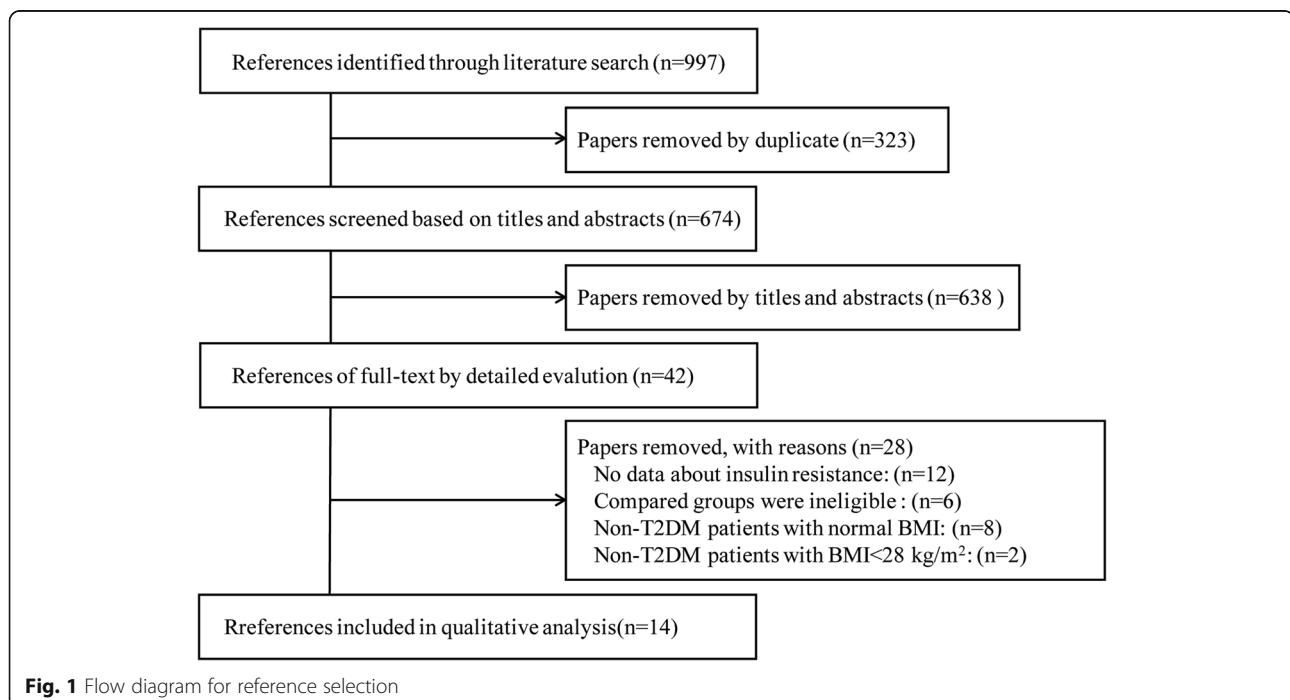 References identified through literature search (n=997)
Papers removed by duplicate (n=323)
References screened based on titles and abstracts (n=674)
Papers removed by titles and abstracts (n=638 )
References of full-text by detailed evalution (n=42)
Papers removed, with reasons (n=28)
No data about insulin resistance: (n=12)
Compared groups were ineligible : (n=6)
Non-T2DM patients with normal BMI: (n=8)
Non-T2DM patients with BMI<28 kg/m²: (n=2)
Rreferences included in qualitative analysis(n=14)
Fig. 1 Flow diagram for reference selection